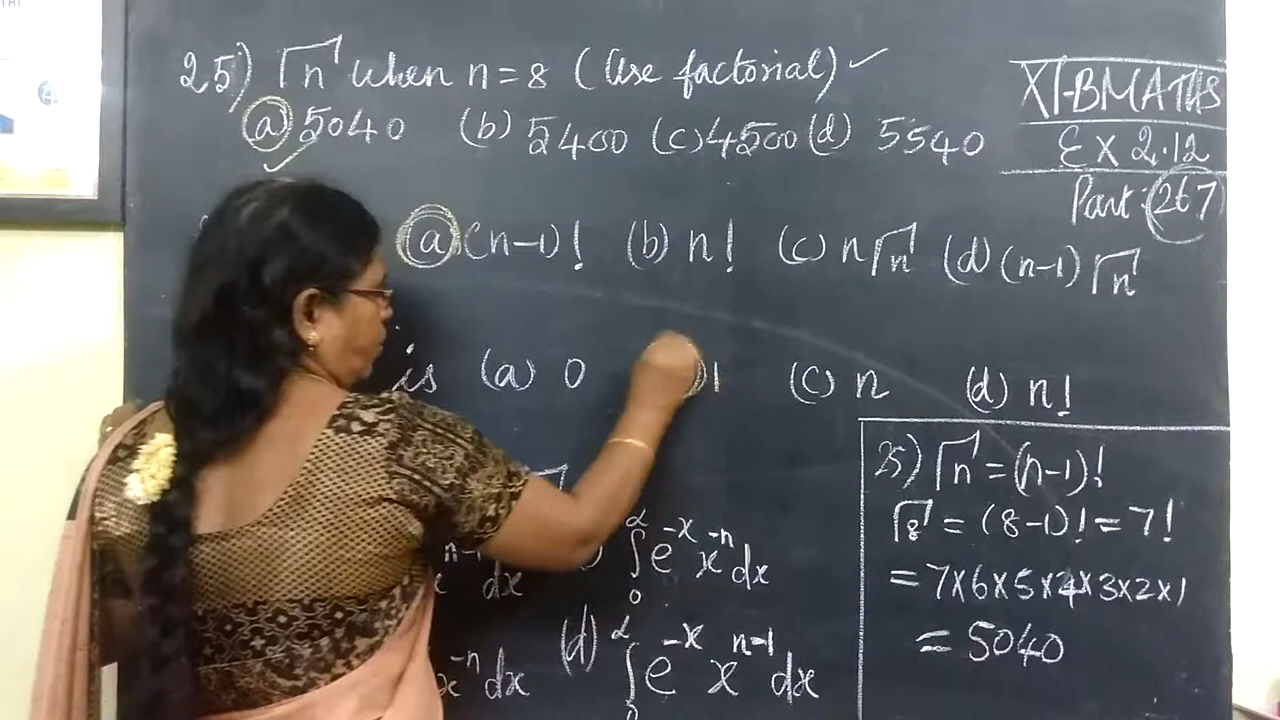 25) Γn when n = 8 (Use factorial) ✓
(a) 5040 (b) 5400 (c) 4500 (d) 5540
XI-BMATHS
EX 2.12
Part: 267
(a) (n-1)! (b) n! (c) nΓn (d) (n-1)Γn
is (a) 0 1 (c) n (d) n!
25) Γn = (n-1)!
Γ8 = (8-1)! = 7!
= 7×6×5×4×3×2×1
= 5040
dx ∫₀^α e^-x x^-n dx
x^-n dx (d) ∫₀^α e^-x x^n-1 dx